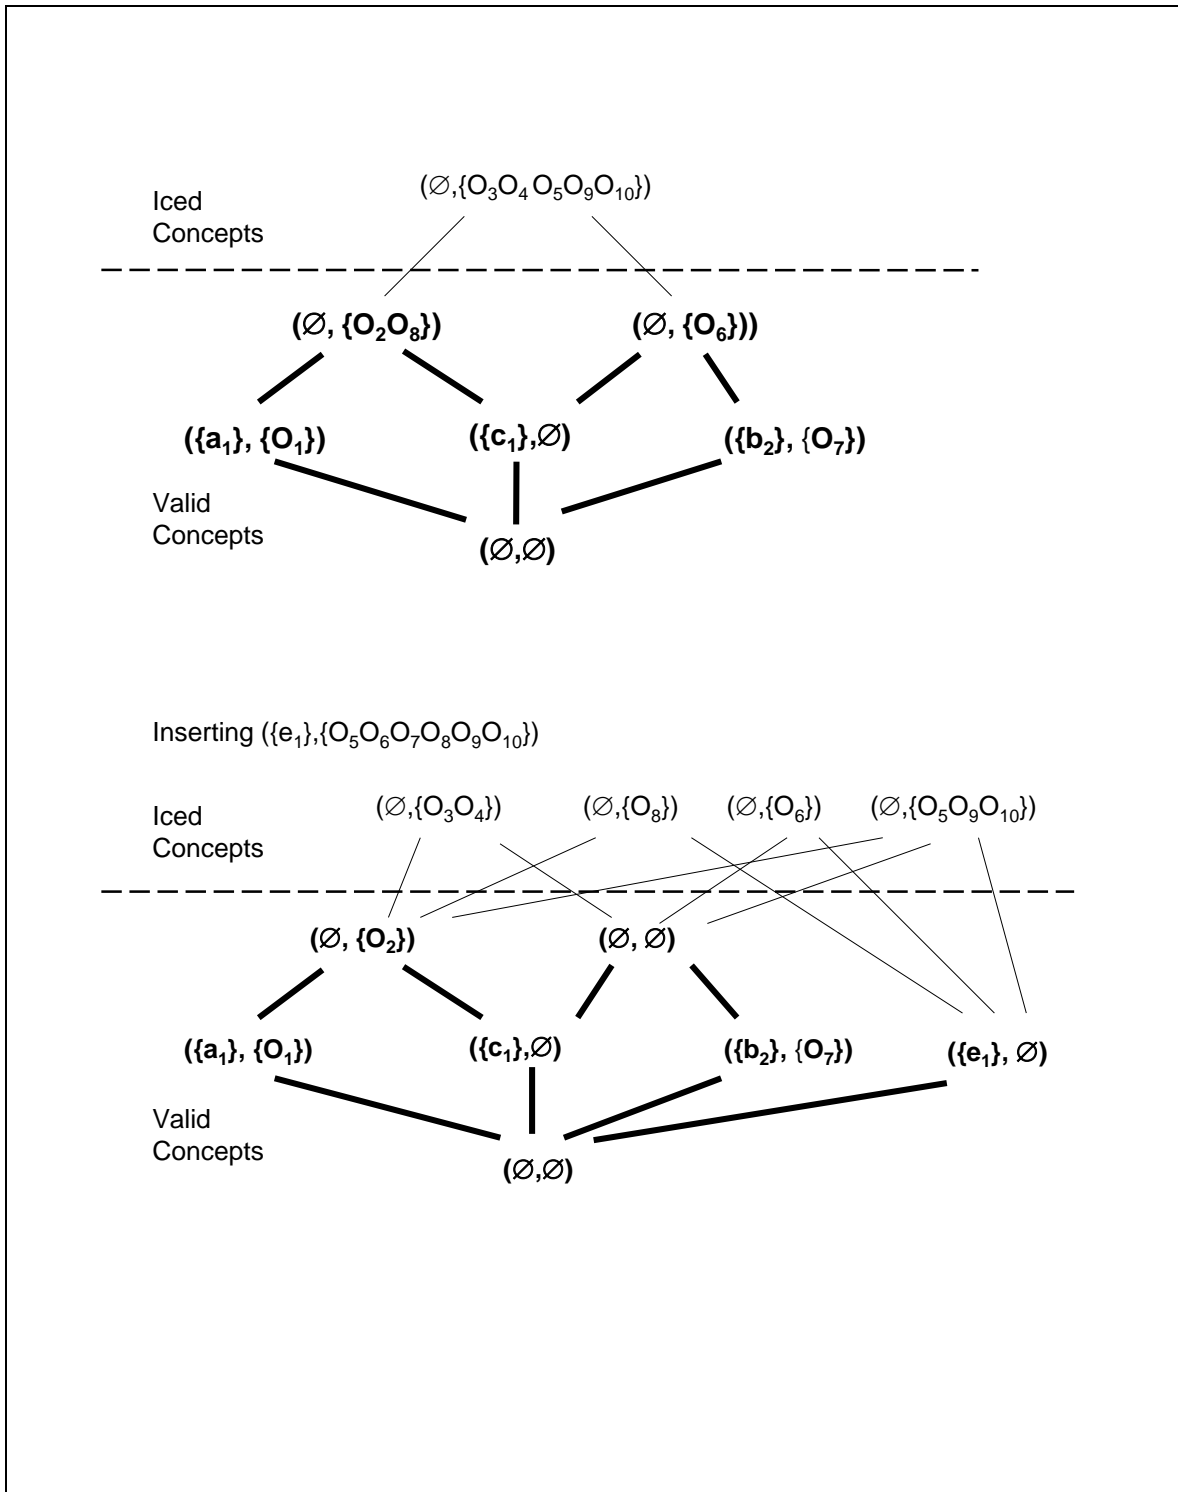 (∅,{O₃O₄ O₅O₉O₁₀})
Iced
Concepts
(∅, {O₂O₈}) (∅, {O₆}))
({a₁}, {O₁}) ({c₁},∅) ({b₂}, {O₇})
Valid
Concepts
(∅,∅)
Inserting ({e₁},{O₅O₆O₇O₈O₉O₁₀})
(∅,{O₃O₄}) (∅,{O₈}) (∅,{O₆}) (∅,{O₅O₉O₁₀})
Iced
Concepts
(∅, {O₂}) (∅, ∅)
({a₁}, {O₁}) ({c₁},∅) ({b₂}, {O₇}) ({e₁}, ∅)
Valid
Concepts
(∅,∅)